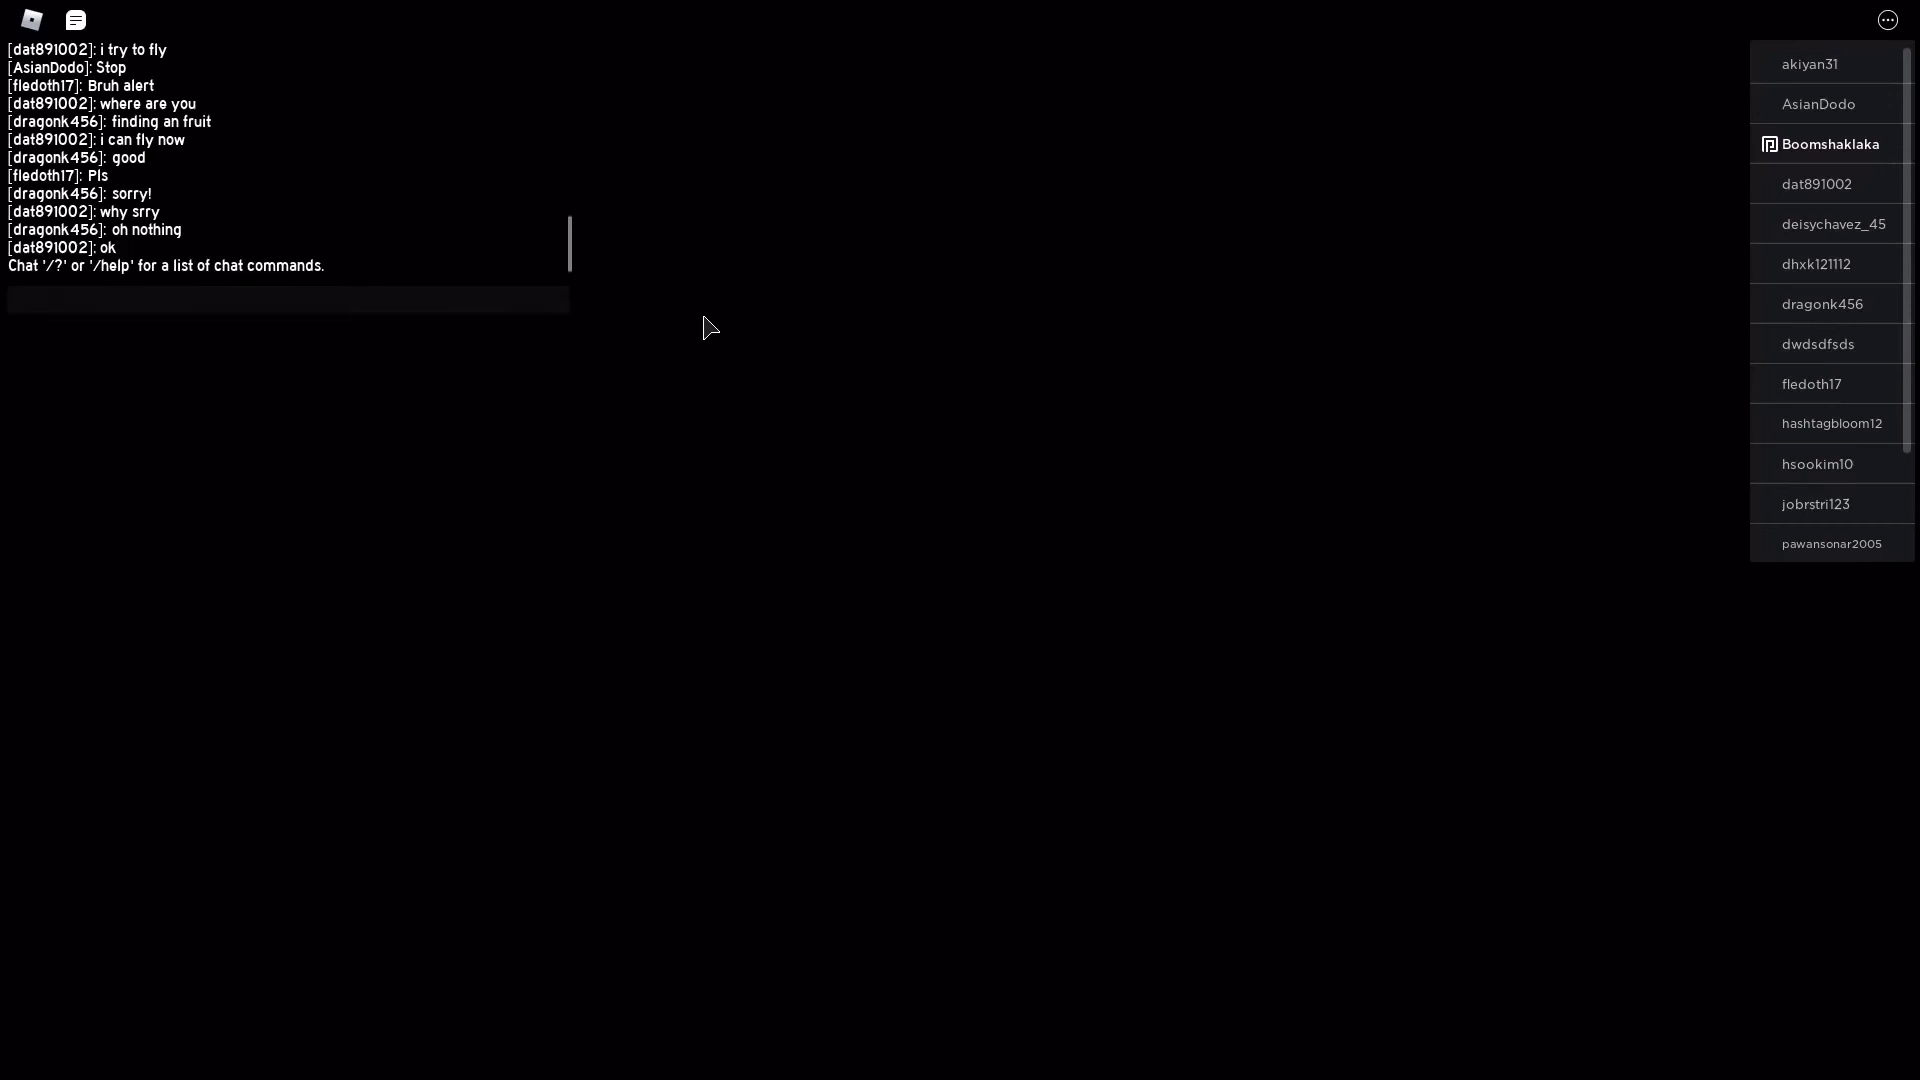 [dat891002]: i try to fly
[AsianDodo]: Stop
[fledoth17]: Bruh alert
[dat891002]: where are you
[dragonk456]: finding an fruit
[dat891002]: i can fly now
[dragonk456]: good
[fledoth17]: Pls
[dragonk456]: sorry!
[dat891002]: why srry
[dragonk456]: oh nothing
[dat891002]: ok
Chat '/?' or '/help' for a list of chat commands.
akiyan31
AsianDodo
Boomshaklaka
dat891002
deisychavez_45
dhxk121112
dragonk456
dwdsdfsds
fledoth17
hashtagbloom12
hsookim10
jobrstri123
pawansonar2005